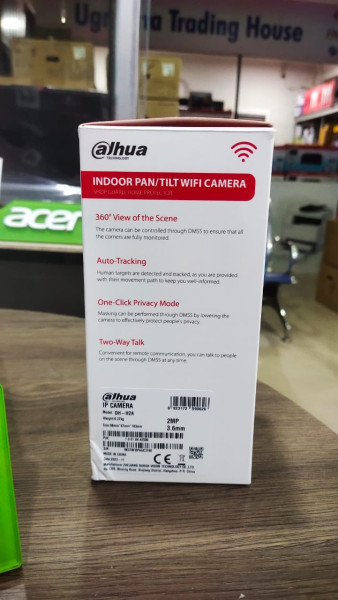 Trading House
acer
alhua
TECHNOLOGY
INDOOR PAN/TILT WIFI CAMERA
360° View of the Scene
The camera can be controlled through DMSS to ensure that all
the corners are fully monitored.
Auto-Tracking
Human targets are detected and tracked, as you are provided
with their movement path to keep you well-informed.
One-Click Privacy Mode
Masking can be performed through DMSS by lowering the
camera to effectively protect people's privacy.
Two-Way Talk
Convenient for remote communication, you can talk to people
on the scene through DMSS at any time.
alhua
TECHNOLOGY
IP CAMERA
Model: DH-H2A
2MP
3.6mm
MADE IN CHINA
CE